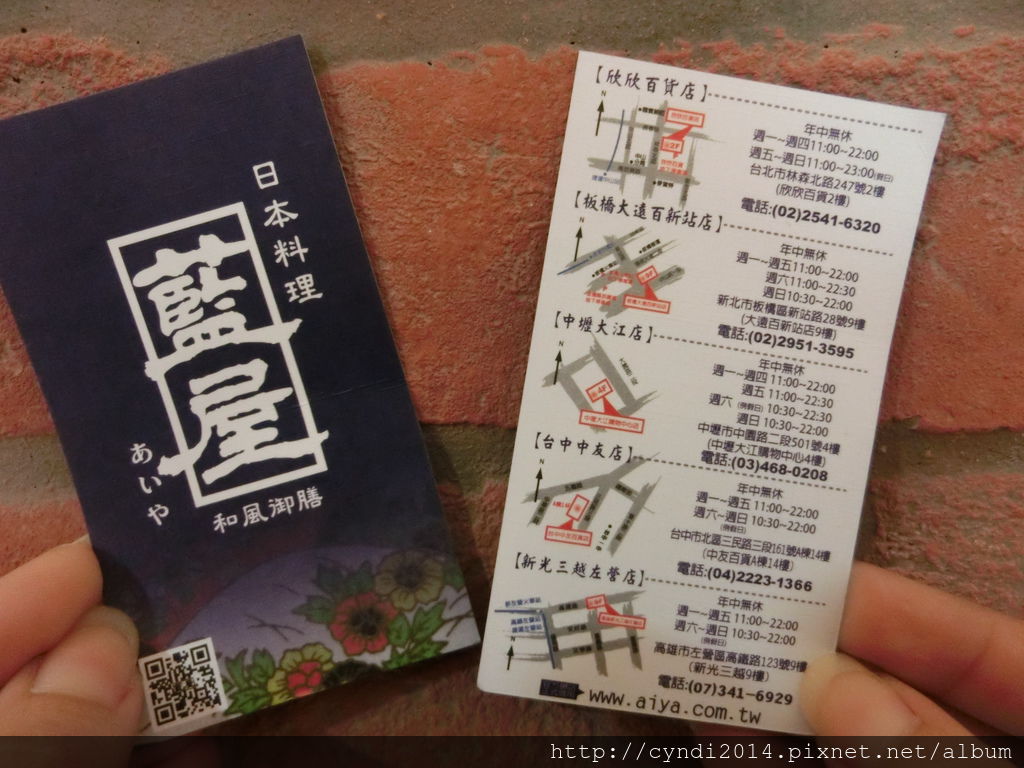 日本料理
藍屋
あいや
和風御膳
【欣欣百貨店】
年中無休
週一~週四11:00~22:00
週五~週日11:00~23:00(假日)
台北市林森北路247號2樓
(欣欣百貨2樓)
電話:(02)2541-6320
【板橋大遠百新站店】
年中無休
週一~週五11:00~22:00
週六11:00~22:30
週日10:30~22:00
新北市板橋區新站路28號9樓
(大遠百新站店9樓)
電話:(02)2951-3595
【中壢大江店】
年中無休
週一~週四 11:00~22:00
週五 11:00~22:30
週六 (例假日) 10:30~22:30
週日 10:30~22:00
中壢市中園路二段501號4樓
(中壢大江購物中心4樓)
電話:(03)468-0208
【台中中友店】
年中無休
週一~週五 11:00~22:00
週六~週日 10:30~22:00
(例假日)
台中市北區三民路三段161號A棟14樓
(中友百貨A棟14樓)
電話:(04)2223-1366
【新光三越左營店】
年中無休
週一~週五 11:00~22:00
週六~週日 10:30~22:00
(例假日)
高雄市左營區高鐵路123號9樓
(新光三越9樓)
電話:(07)341-6929
www.aiya.com.tw
http://cyndi2014.pixnet.net/album